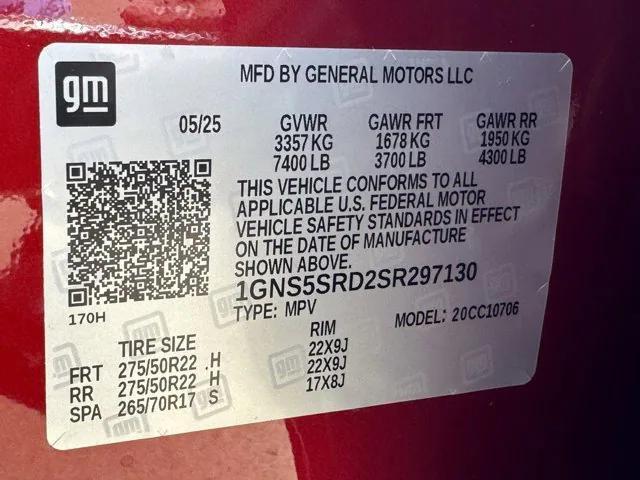 gm
MFD BY GENERAL MOTORS LLC
05/25 GVWR GAWR FRT GAWR RR
3357 KG 1678 KG 1950 KG
7400 LB 3700 LB 4300 LB
THIS VEHICLE CONFORMS TO ALL
APPLICABLE U.S. FEDERAL MOTOR
VEHICLE SAFETY STANDARDS IN EFFECT
ON THE DATE OF MANUFACTURE
SHOWN ABOVE.
1GNS5SRD2SR297130
170H
TYPE: MPV MODEL: 20CC10706
TIRE SIZE RIM
FRT 275/50R22 .H 22X9J
RR 275/50R22 H 22X9J
SPA 265/70R17 S 17X8J